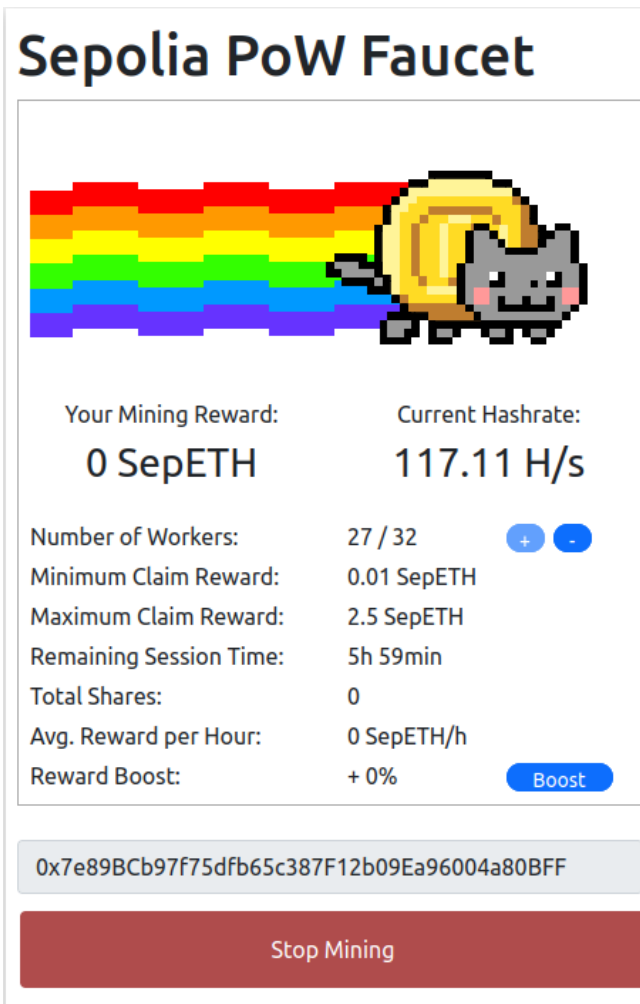 Sepolia PoW Faucet
Your Mining Reward: Current Hashrate:
0 SepETH 117.11 H/s
Number of Workers: 27 / 32 + -
Minimum Claim Reward: 0.01 SepETH
Maximum Claim Reward: 2.5 SepETH
Remaining Session Time: 5h 59min
Total Shares: 0
Avg. Reward per Hour: 0 SepETH/h
Reward Boost: + 0% Boost
0x7e89BCb97f75dfb65c387F12b09Ea96004a80BFF
Stop Mining